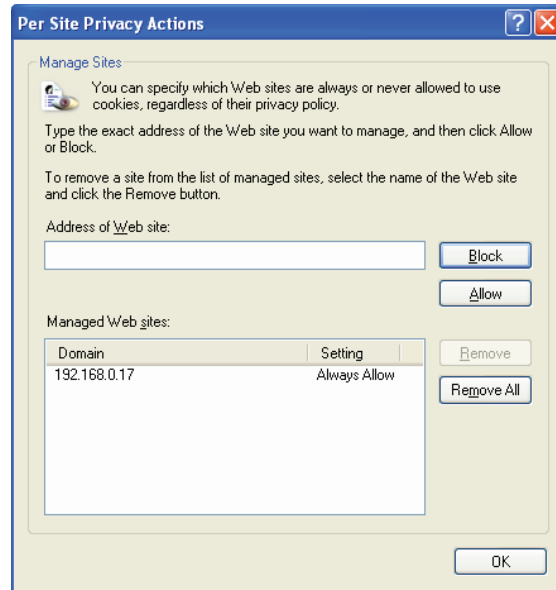 Per Site Privacy Actions
Manage Sites
You can specify which Web sites are always or never allowed to use
cookies, regardless of their privacy policy.
Type the exact address of the Web site you want to manage, and then click Allow
or Block.
To remove a site from the list of managed sites, select the name of the Web site
and click the Remove button.
Address of Web site:
Block
Allow
Managed Web sites:
Domain Setting
192.168.0.17 Always Allow
Remove
Remove All
OK